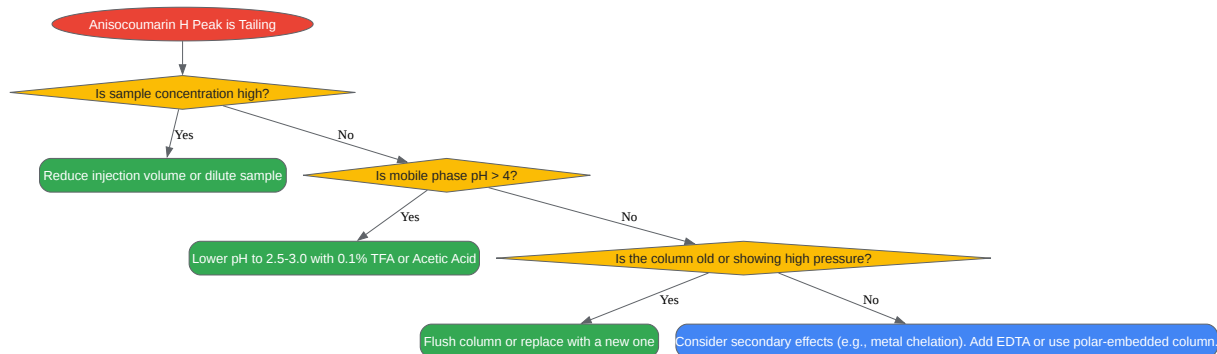 Anisocoumarin H Peak is Tailing
Is sample concentration high?
Yes
No
Reduce injection volume or dilute sample
Is mobile phase pH > 4?
Yes
No
Lower pH to 2.5-3.0 with 0.1% TFA or Acetic Acid
Is the column old or showing high pressure?
Yes
No
Flush column or replace with a new one
Consider secondary effects (e.g., metal chelation). Add EDTA or use polar-embedded column.